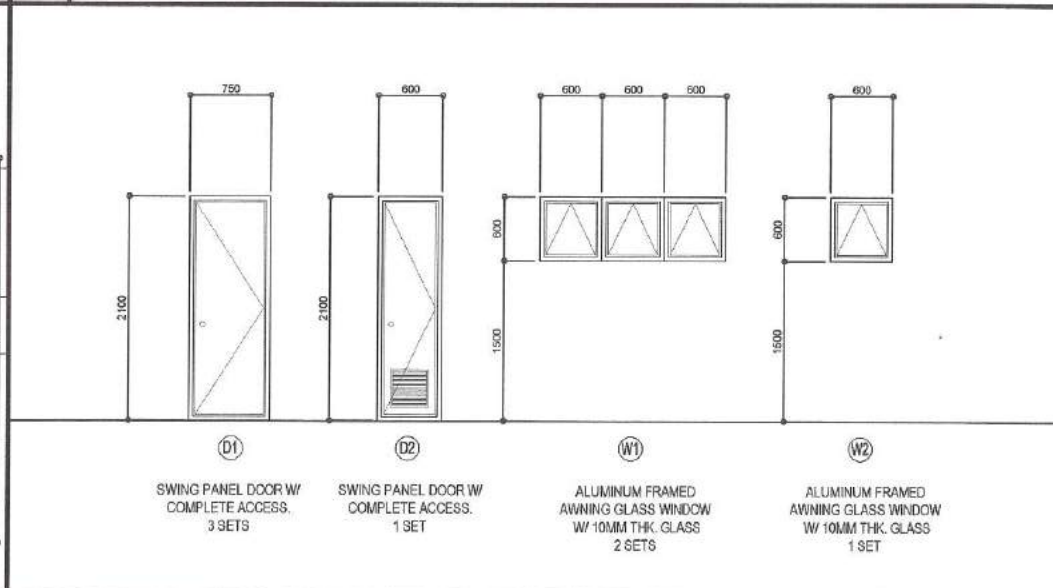 750
600
600
600
600
600
2100
2100
600
1500
600
1500
D1
D2
W1
W2
SWING PANEL DOOR W/
COMPLETE ACCESS.
3 SETS
SWING PANEL DOOR W/
COMPLETE ACCESS.
1 SET
ALUMINUM FRAMED
AWNING GLASS WINDOW
W/ 10MM THK. GLASS
2 SETS
ALUMINUM FRAMED
AWNING GLASS WINDOW
W/ 10MM THK. GLASS
1 SET